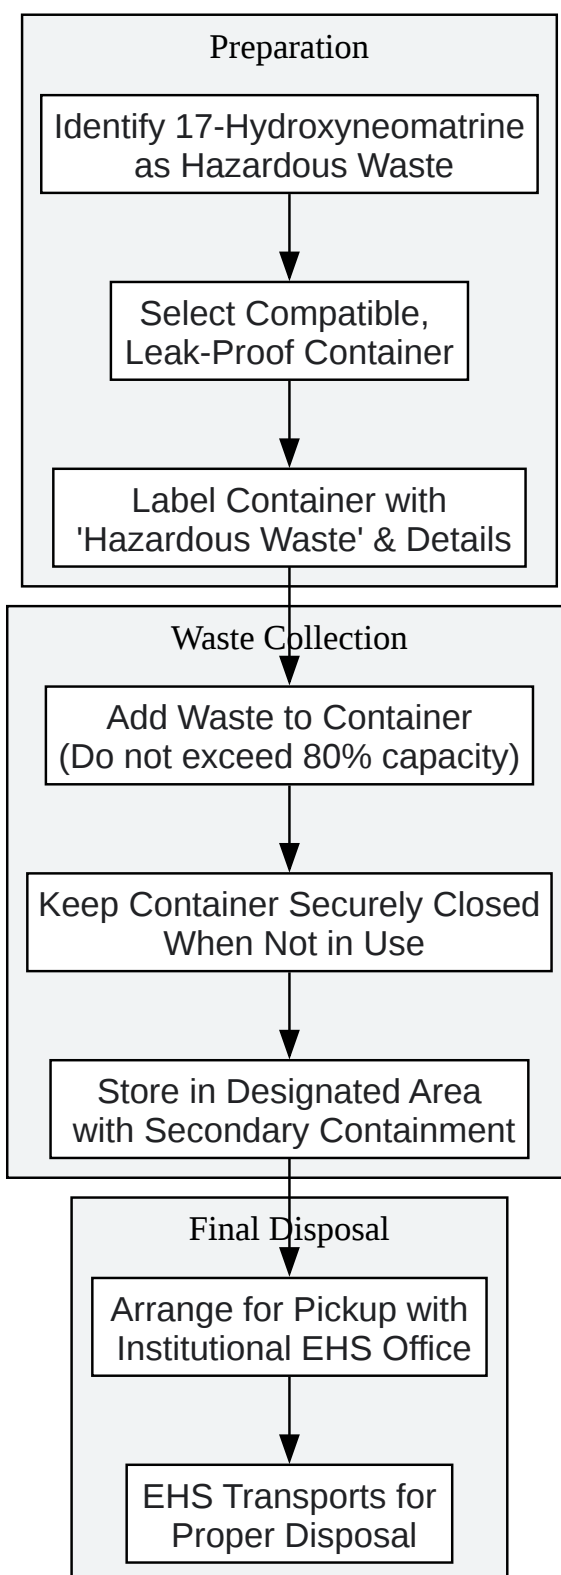 Preparation
Identify 17-Hydroxyneomatrine
as Hazardous Waste
Select Compatible,
Leak-Proof Container
Label Container with
'Hazardous Waste' & Details
Waste Collection
Add Waste to Container
(Do not exceed 80% capacity)
Keep Container Securely Closed
When Not in Use
Store in Designated Area
with Secondary Containment
Final Disposal
Arrange for Pickup with
Institutional EHS Office
EHS Transports for
Proper Disposal